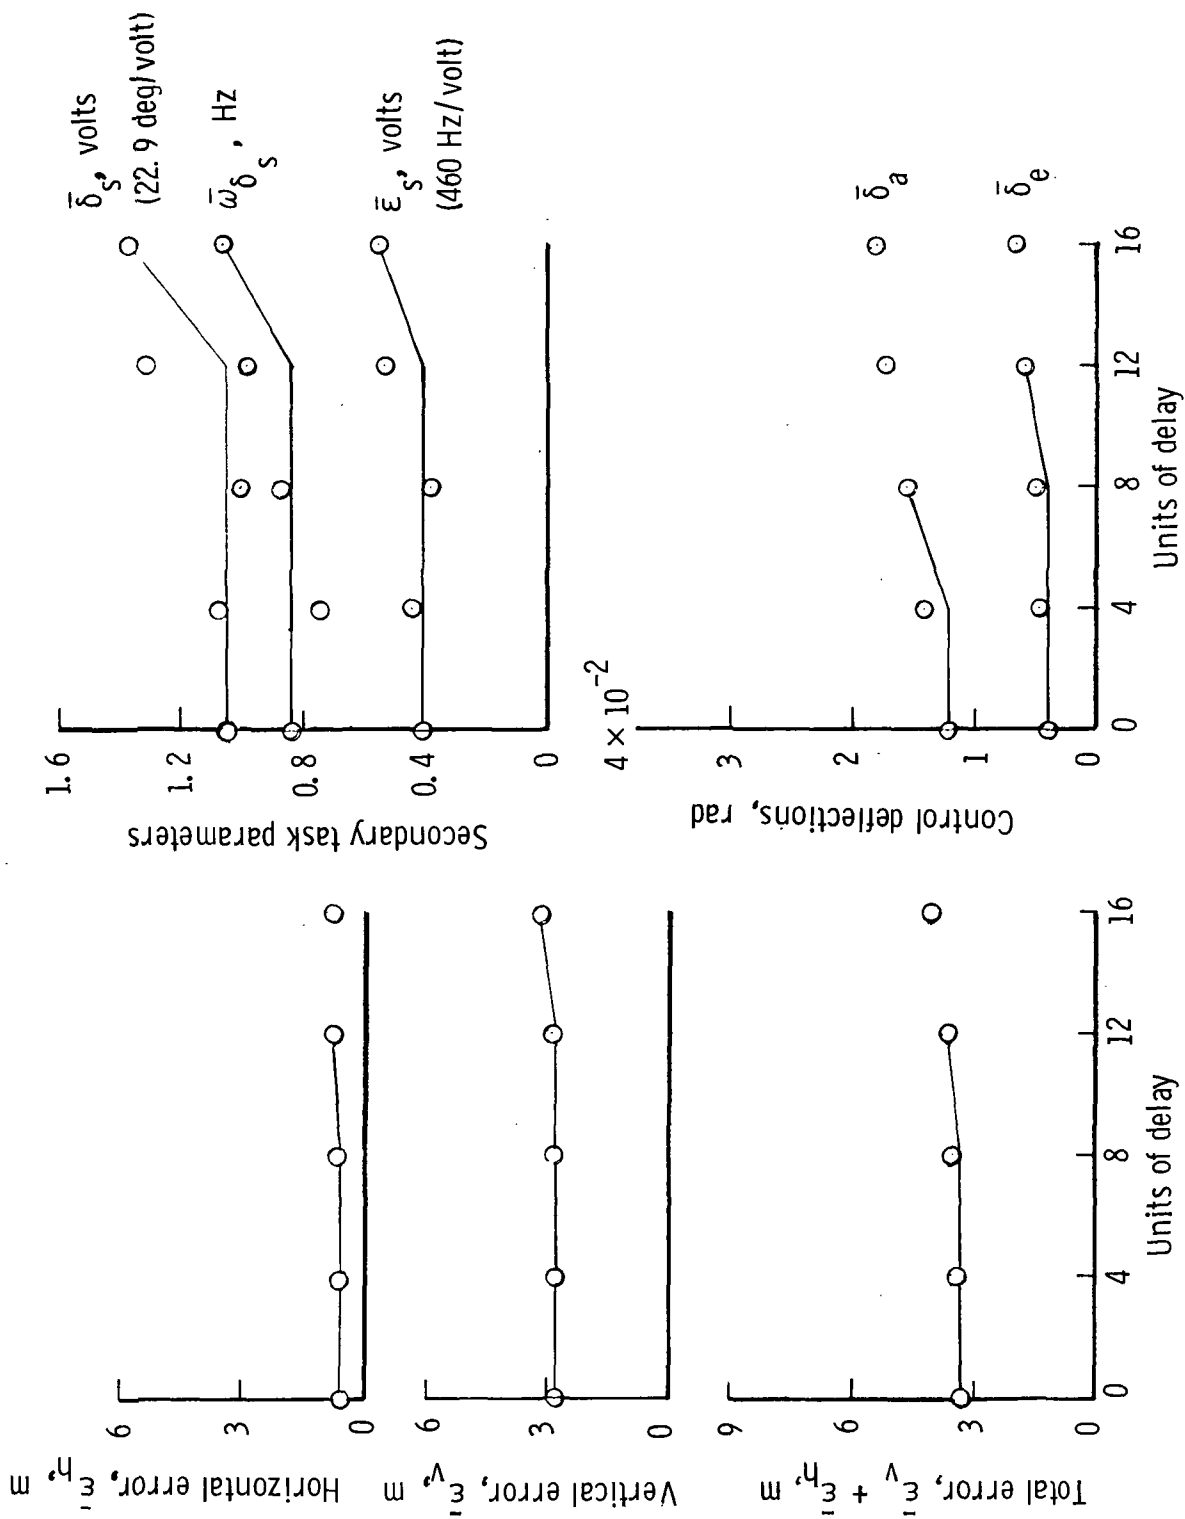 Horizontal error, ε̄h, m
6
3
0
Vertical error, ε̄v, m
6
3
0
Total error, ε̄v + ε̄h, m
9
6
3
0
0 4 8 12 16
Units of delay
Secondary task parameters
1.6
1.2
0.8
0.4
0
δ̄s, volts
(22.9 deg/volt)
ω̄δs, Hz
ε̄s, volts
(460 Hz/volt)
Control deflections, rad
4 × 10⁻²
3
2
1
0
δ̄a
δ̄e
0 4 8 12 16
Units of delay